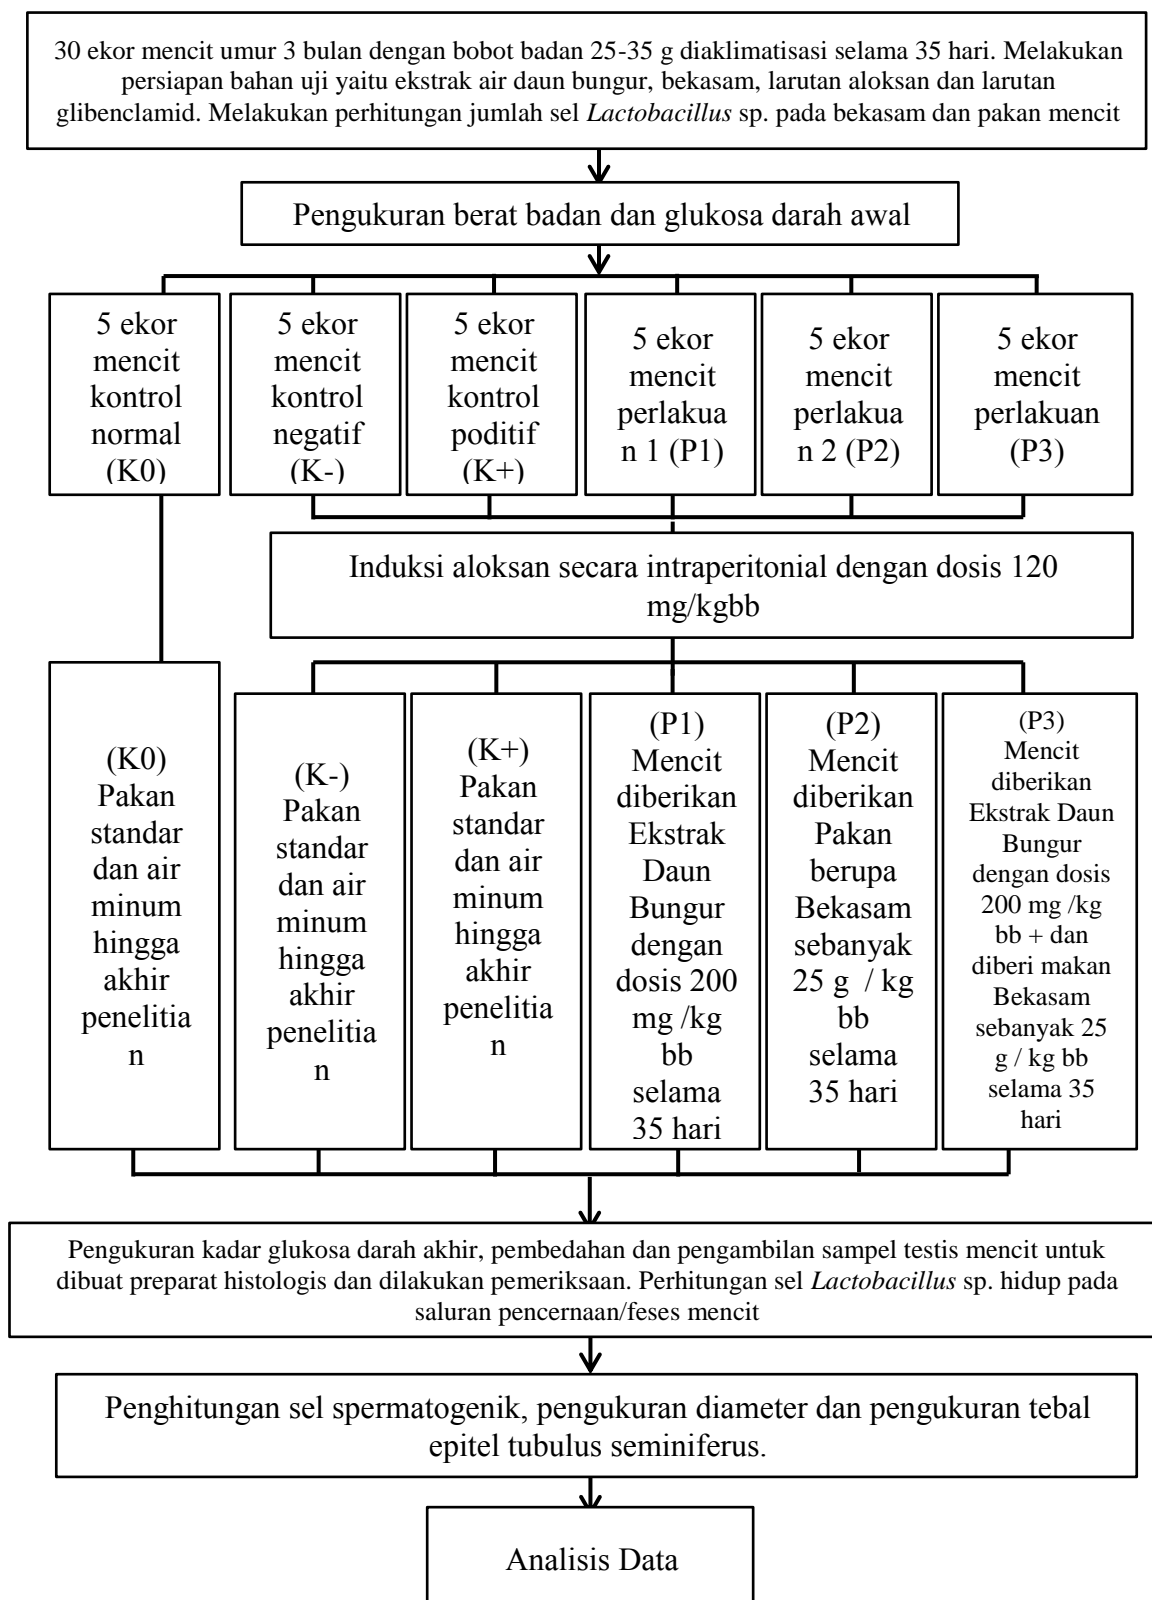 30 ekor mencit umur 3 bulan dengan bobot badan 25-35 g diaklimatisasi selama 35 hari. Melakukan
persiapan bahan uji yaitu ekstrak air daun bungur, bekasam, larutan aloksan dan larutan
glibenclamid. Melakukan perhitungan jumlah sel Lactobacillus sp. pada bekasam dan pakan mencit
Pengukuran berat badan dan glukosa darah awal
5 ekor
mencit
kontrol
normal
(K0)
5 ekor
mencit
kontrol
negatif
(K-)
5 ekor
mencit
kontrol
poditif
(K+)
5 ekor
mencit
perlakua
n 1 (P1)
5 ekor
mencit
perlakua
n 2 (P2)
5 ekor
mencit
perlakuan
(P3)
Induksi aloksan secara intraperitonial dengan dosis 120
mg/kgbb
(K0)
Pakan
standar
dan air
minum
hingga
akhir
penelitia
n
(K-)
Pakan
standar
dan air
minum
hingga
akhir
penelitia
n
(K+)
Pakan
standar
dan air
minum
hingga
akhir
penelitia
n
(P1)
Mencit
diberikan
Ekstrak
Daun
Bungur
dengan
dosis 200
mg /kg
bb
selama
35 hari
(P2)
Mencit
diberikan
Pakan
berupa
Bekasam
sebanyak
25 g / kg
bb
selama
35 hari
(P3)
Mencit
diberikan
Ekstrak Daun
Bungur
dengan dosis
200 mg /kg
bb + dan
diberi makan
Bekasam
sebanyak 25
g / kg bb
selama 35
hari
Pengukuran kadar glukosa darah akhir, pembedahan dan pengambilan sampel testis mencit untuk
dibuat preparat histologis dan dilakukan pemeriksaan. Perhitungan sel Lactobacillus sp. hidup pada
saluran pencernaan/feses mencit
Penghitungan sel spermatogenik, pengukuran diameter dan pengukuran tebal
epitel tubulus seminiferus.
Analisis Data